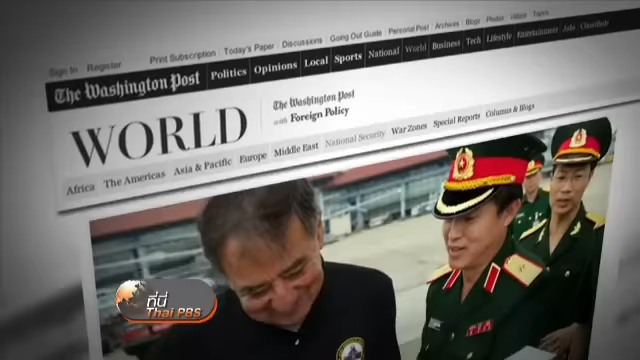 Sign In Register Print Subscription Today's Paper Discussions Going Out Guide Personal Post Archives Blogs Photos Videos Topics
The Washington Post Politics Opinions Local Sports National World Business Tech Lifestyle Entertainment Jobs Classifieds
WORLD
The Washington Post
with Foreign Policy
Africa The Americas Asia & Pacific Europe Middle East National Security War Zones Special Reports Columns & Blogs
ที่นี่
Thai PBS